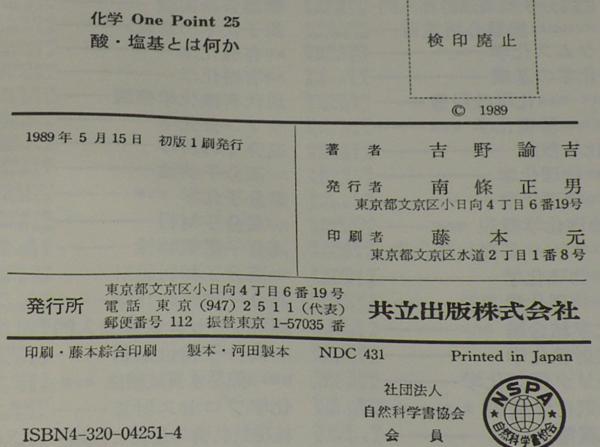 化学 One Point 25
酸・塩基とは何か
検印廃止
© 1989
1989年5月15日 初版1刷発行
著者 吉野諭吉
発行者 南條正男
東京都文京区小日向4丁目6番19号
印刷者 藤本元
東京都文京区水道2丁目1番8号
発行所
東京都文京区小日向4丁目6番19号
電話 東京(947)2511(代表)
郵便番号 112 振替東京 1-57035 番
共立出版株式会社
印刷・藤本綜合印刷 製本・河田製本 NDC 431 Printed in Japan
社団法人
自然科学書協会
会員
NSPA
自然科学書協会
ISBN4-320-04251-4